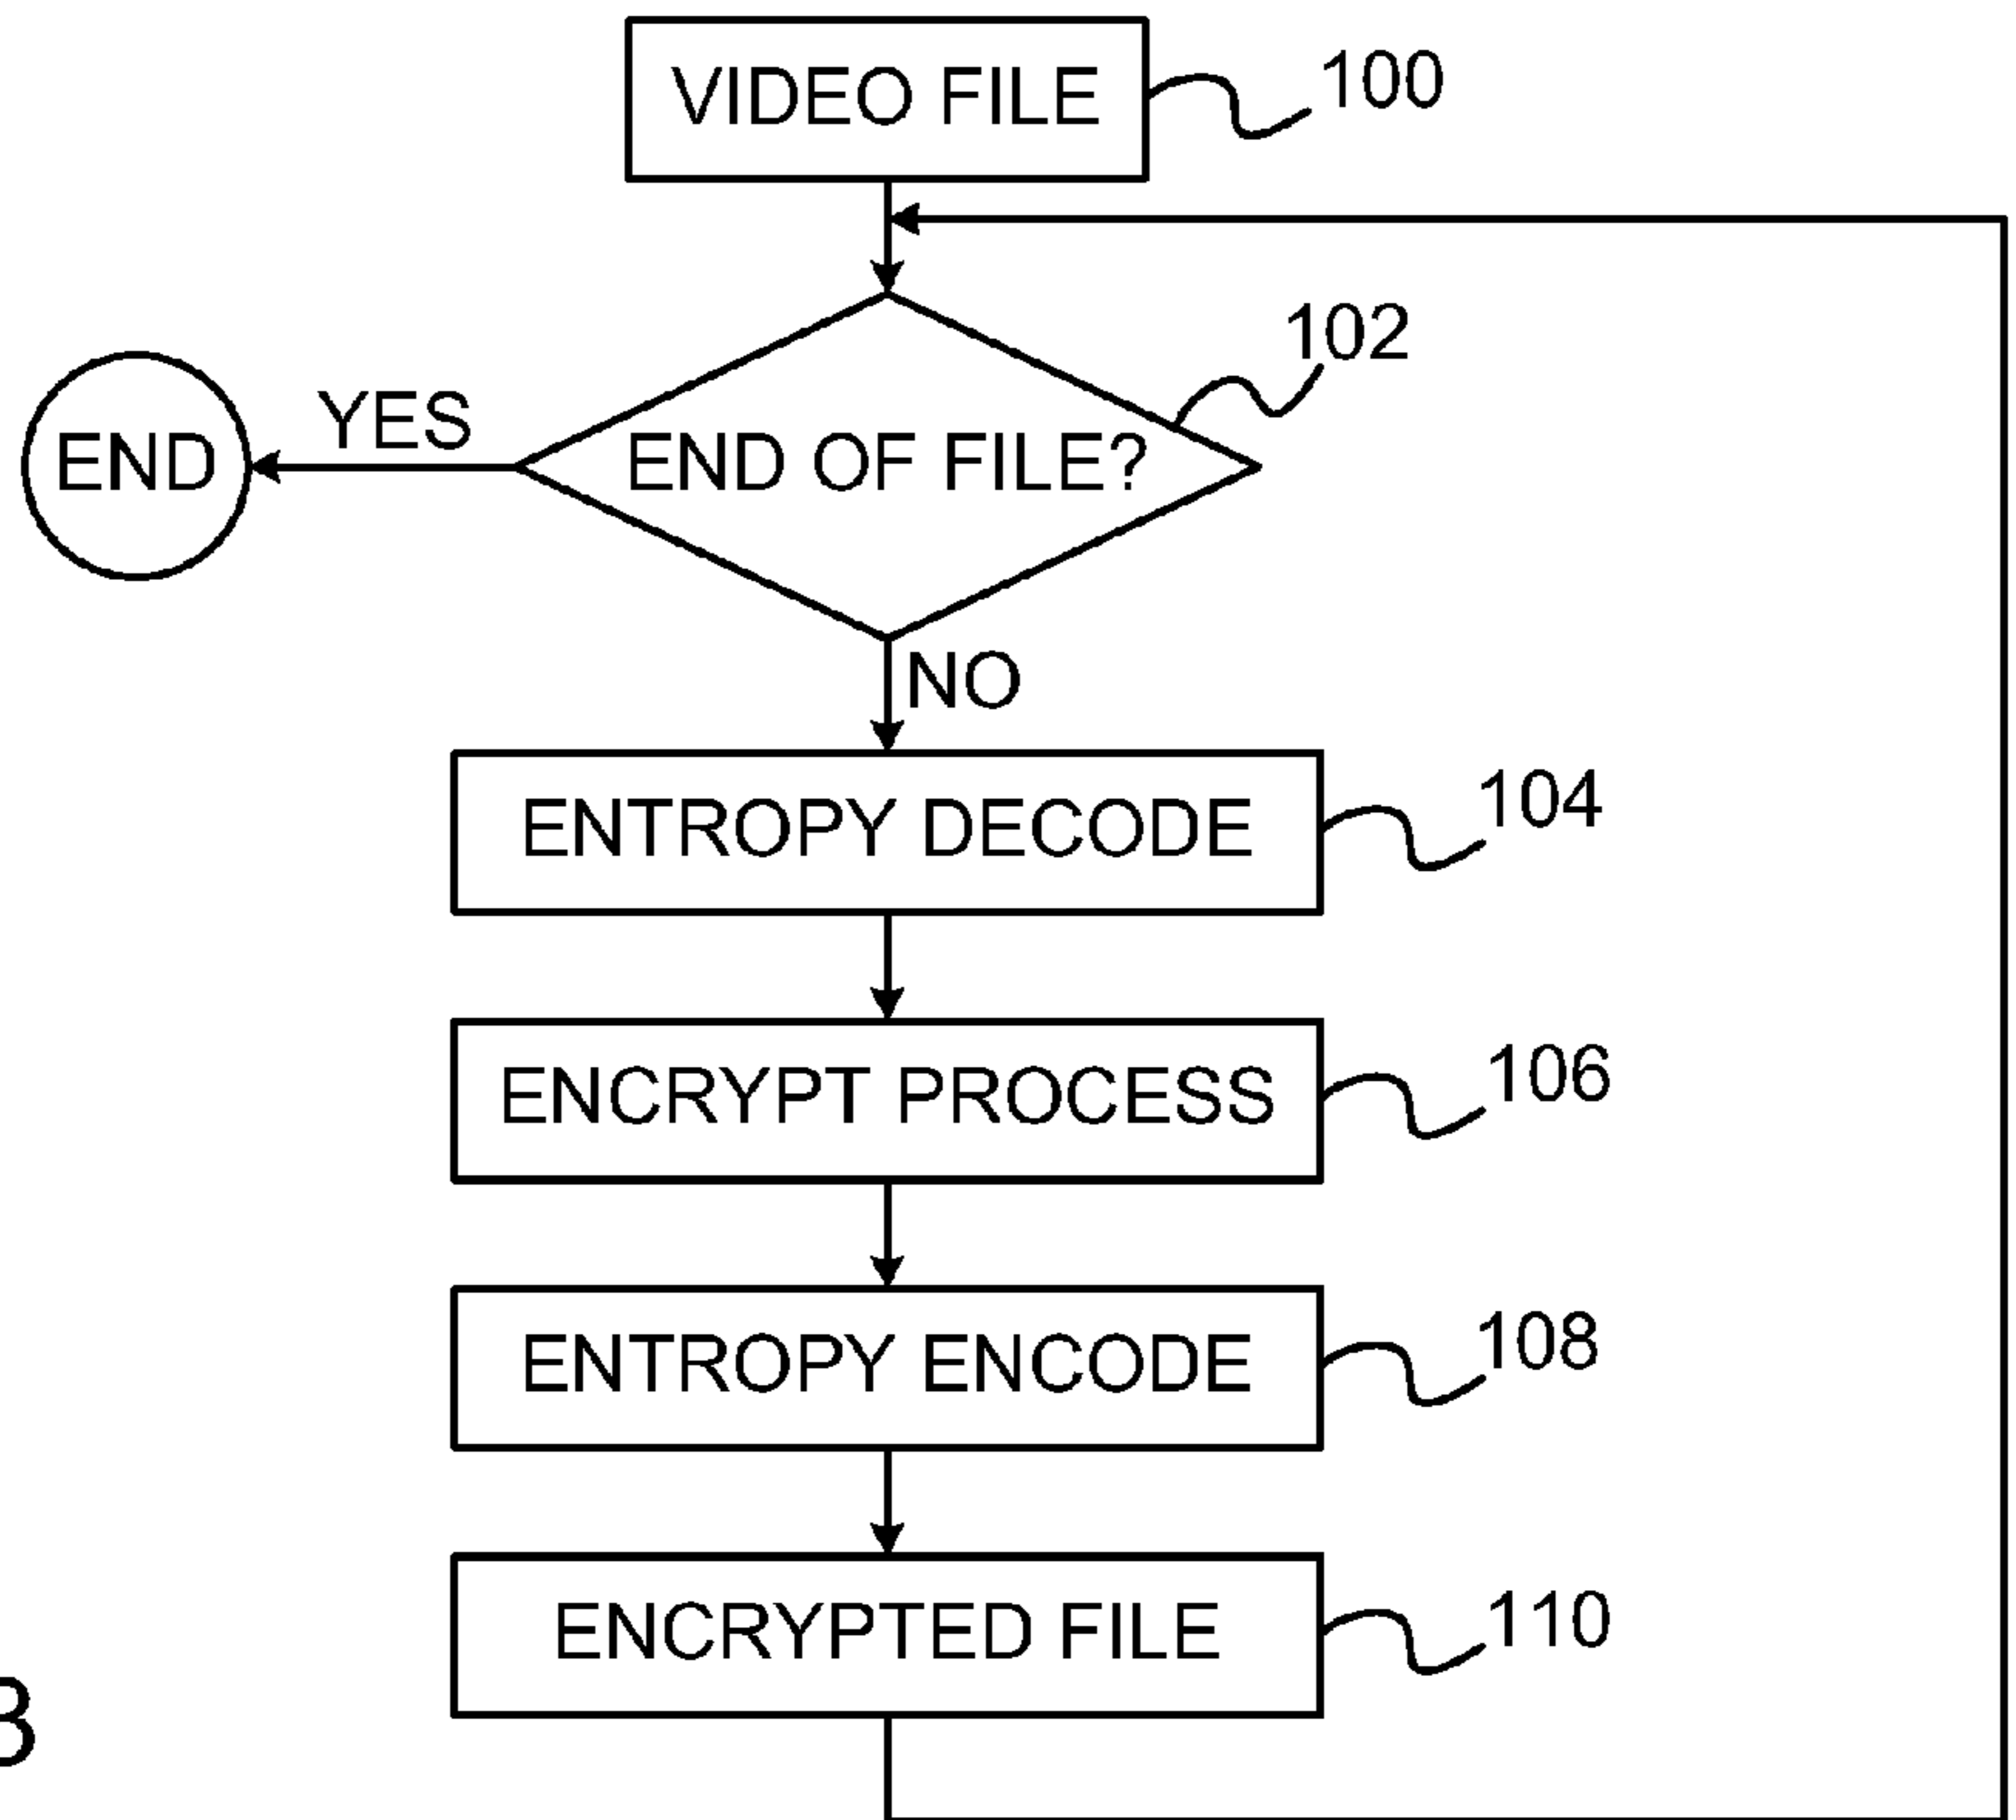 VIDEO FILE
100
102
END
YES
END OF FILE?
NO
ENTROPY DECODE
104
ENCRYPT PROCESS
106
ENTROPY ENCODE
108
ENCRYPTED FILE
110